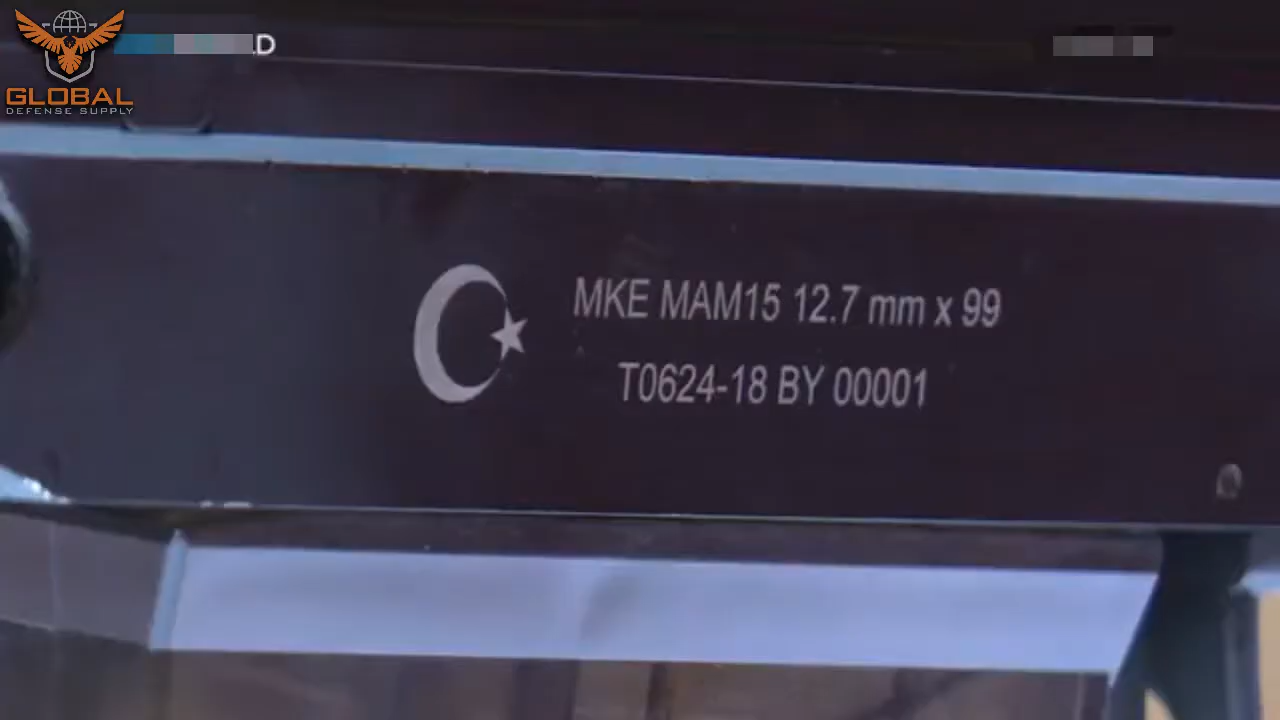 GLOBAL
DEFENSE SUPPLY
MKE MAM15 12.7 mm x 99
T0624-18 BY 00001